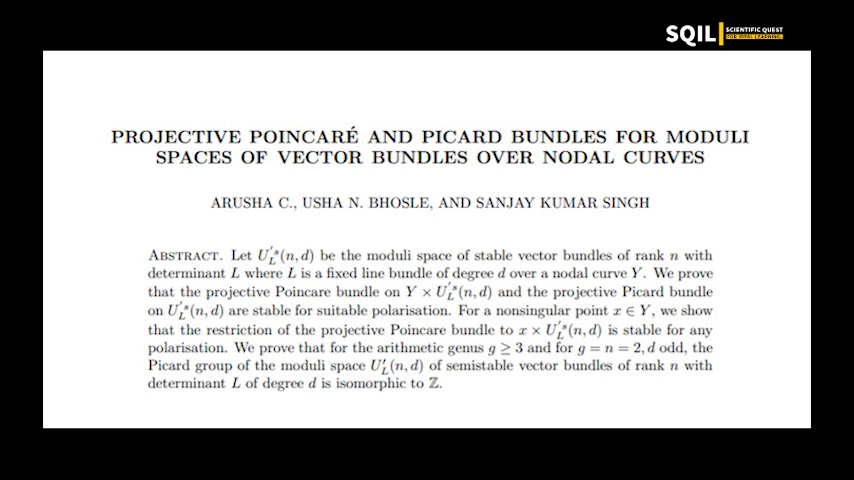 SQIL SCIENTIFIC QUEST
FOR IDEAL LEARNING
PROJECTIVE POINCARÉ AND PICARD BUNDLES FOR MODULI
SPACES OF VECTOR BUNDLES OVER NODAL CURVES
ARUSHA C., USHA N. BHOSLE, AND SANJAY KUMAR SINGH
ABSTRACT. Let U′ˢ_L(n, d) be the moduli space of stable vector bundles of rank n with
determinant L where L is a fixed line bundle of degree d over a nodal curve Y. We prove
that the projective Poincare bundle on Y × U′ˢ_L(n, d) and the projective Picard bundle
on U′ˢ_L(n, d) are stable for suitable polarisation. For a nonsingular point x ∈ Y, we show
that the restriction of the projective Poincare bundle to x × U′ˢ_L(n, d) is stable for any
polarisation. We prove that for the arithmetic genus g ≥ 3 and for g = n = 2, d odd, the
Picard group of the moduli space U′_L(n, d) of semistable vector bundles of rank n with
determinant L of degree d is isomorphic to ℤ.